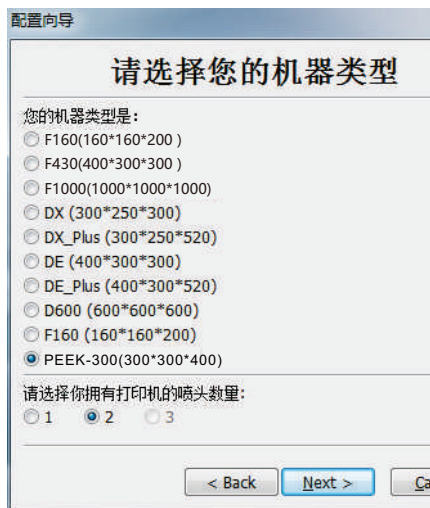 配置向导
请选择您的机器类型
您的机器类型是：
F160(160*160*200 )
F430(400*300*300 )
F1000(1000*1000*1000)
DX (300*250*300)
DX_Plus (300*250*520)
DE (400*300*300)
DE_Plus (400*300*520)
D600 (600*600*600)
F160 (160*160*200)
PEEK-300(300*300*400)
请选择你拥有打印机的喷头数量：
1 2 3
< Back Next > Ca